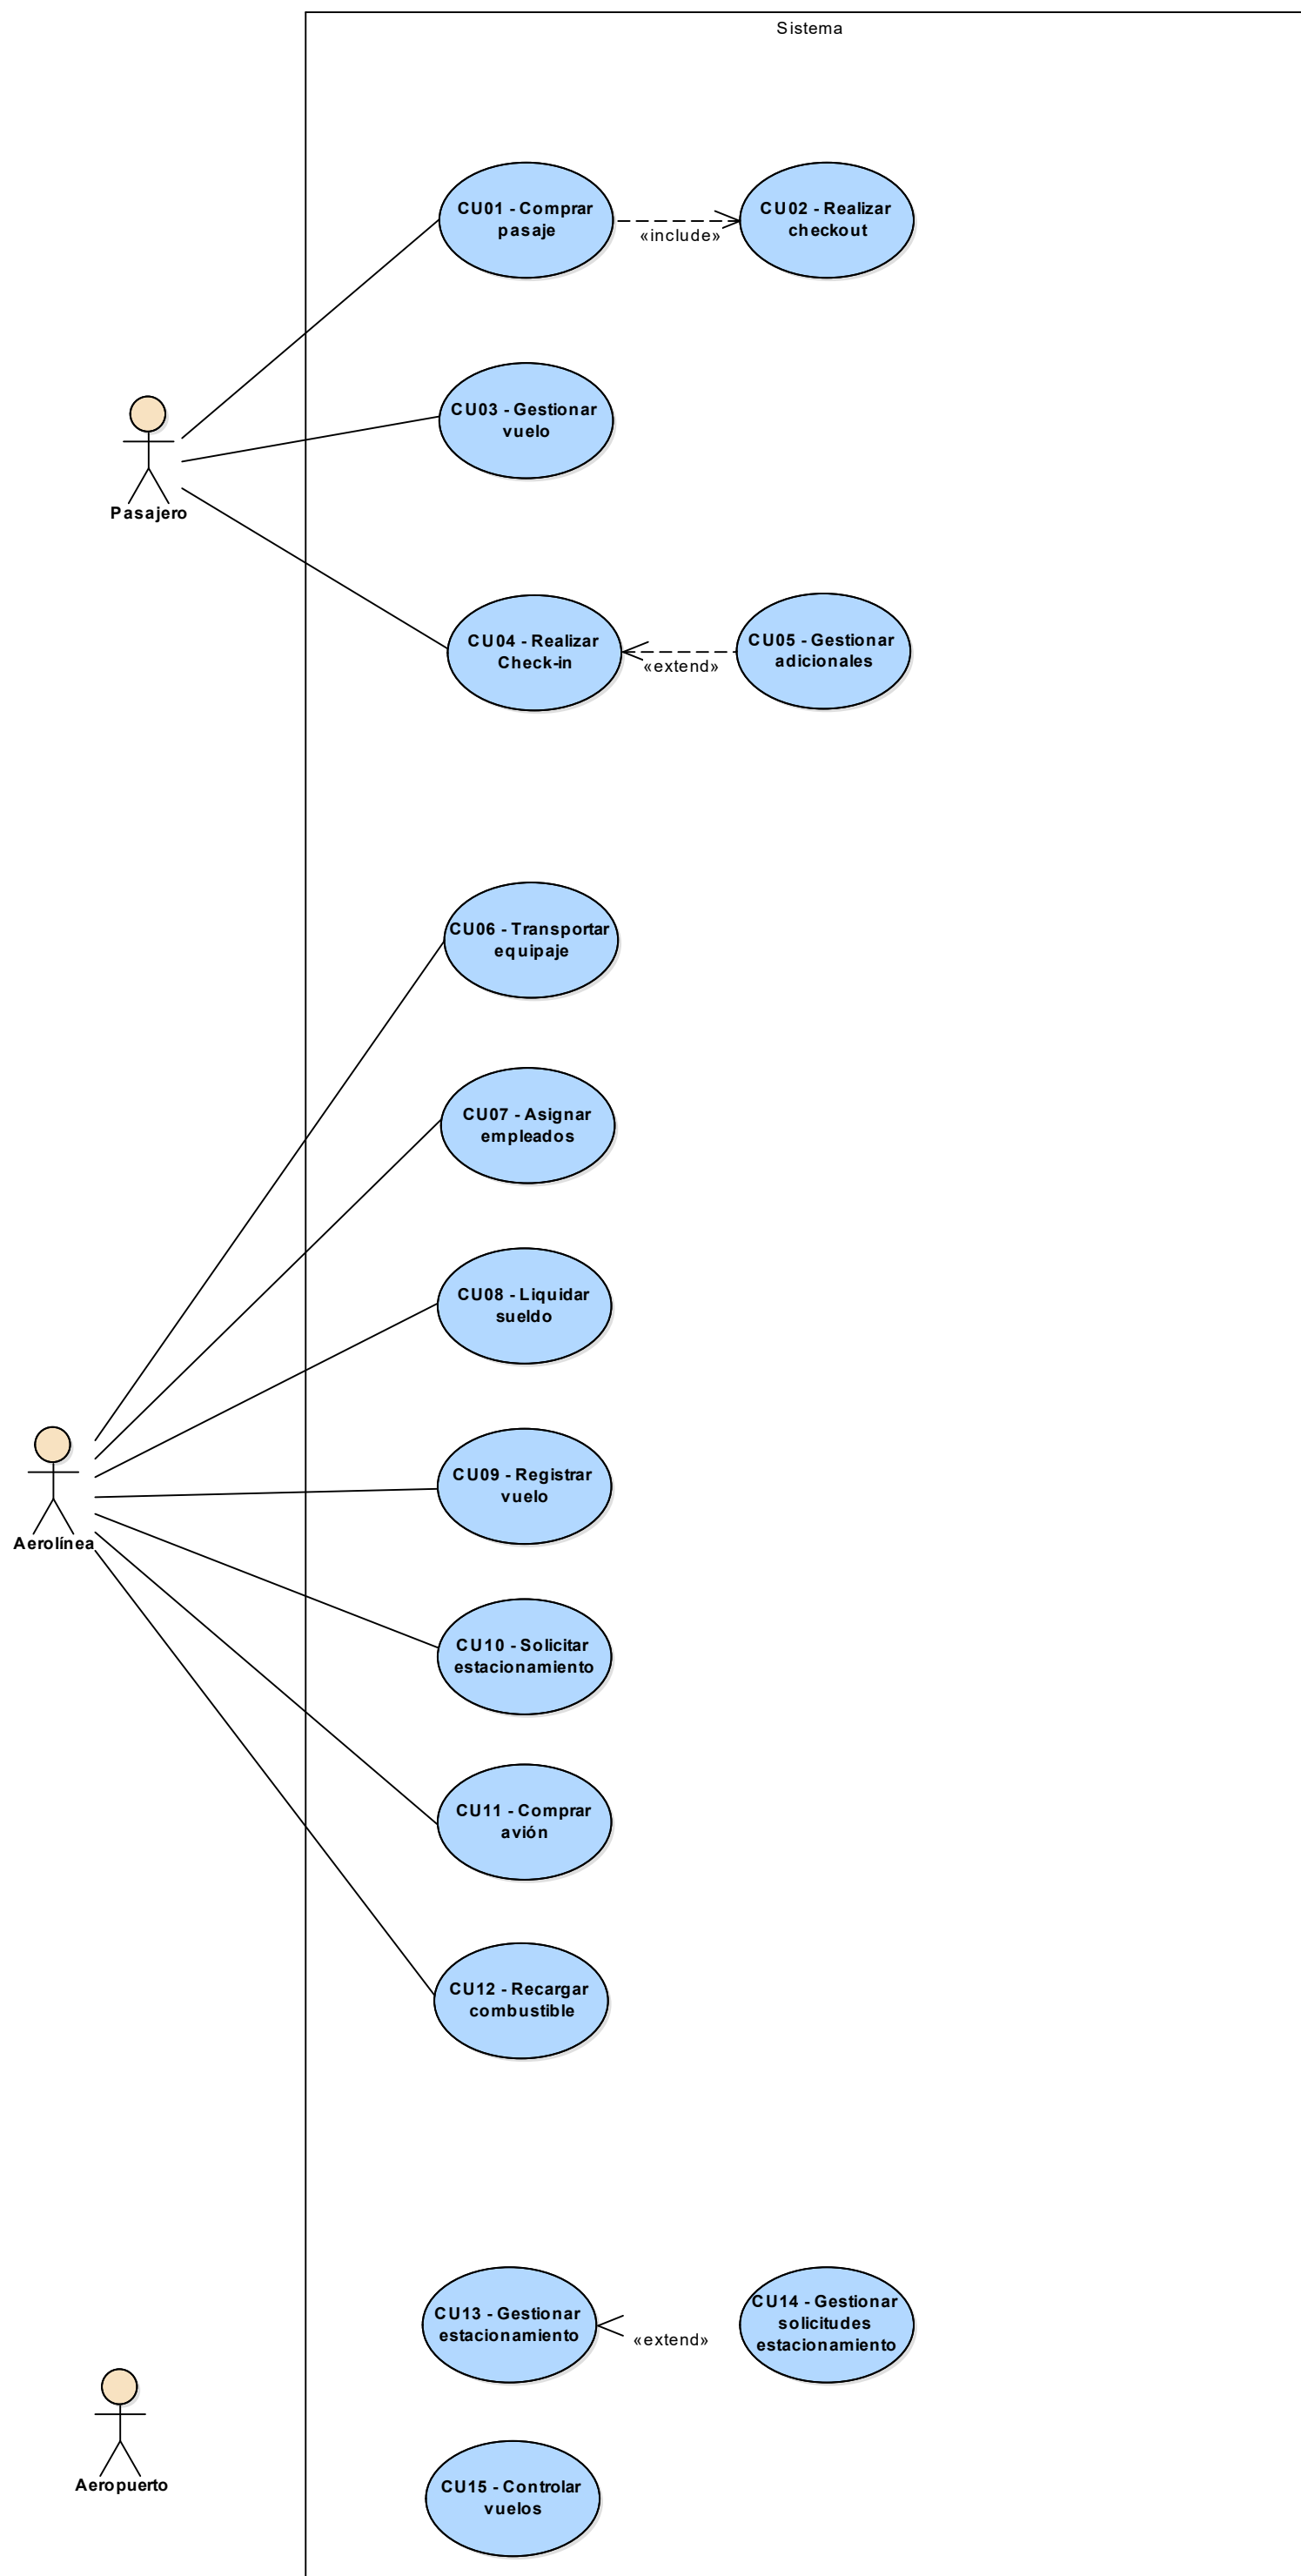 Sistema
CU01 - Comprar
pasaje
«include»
CU02 - Realizar
checkout
CU03 - Gestionar
vuelo
Pasajero
CU04 - Realizar
Check-in
«extend»
CU05 - Gestionar
adicionales
CU06 - Transportar
equipaje
CU07 - Asignar
empleados
CU08 - Liquidar
sueldo
CU09 - Registrar
vuelo
Aerolínea
CU10 - Solicitar
estacionamiento
CU11 - Comprar
avión
CU12 - Recargar
combustible
CU13 - Gestionar
estacionamiento
«extend»
CU14 - Gestionar
solicitudes
estacionamiento
Aeropuerto
CU15 - Controlar
vuelos